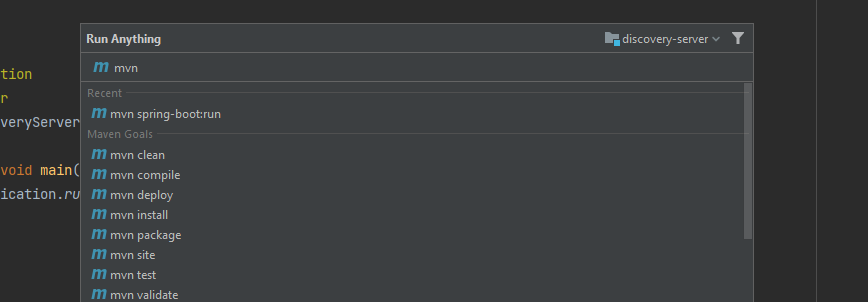 Run Anything
discovery-server
m mvn
Recent
m mvn spring-boot:run
Maven Goals
m mvn clean
m mvn compile
m mvn deploy
m mvn install
m mvn package
m mvn site
m mvn test
m mvn validate
tion
r
veryServer
void main(
ication.ru